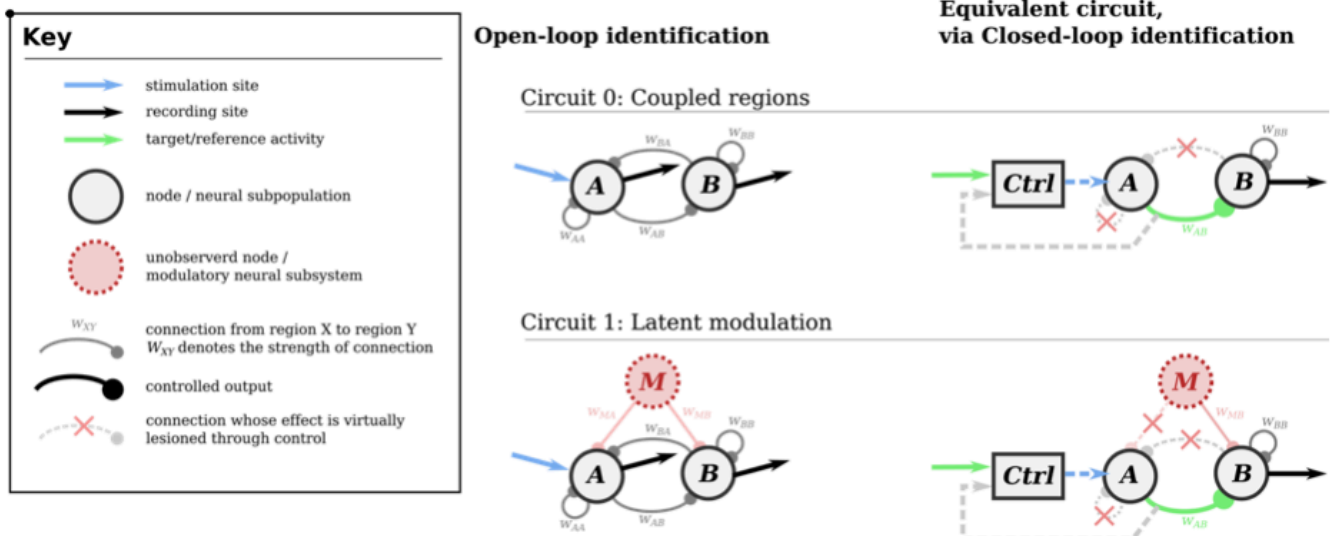 Key
stimulation site
recording site
target/reference activity
node / neural subpopulation
unobserverd node /
modulatory neural subsystem
W_XY
connection from region X to region Y
W_XY denotes the strength of connection
controlled output
connection whose effect is virtually
lesioned through control
Open-loop identification
Equivalent circuit,
via Closed-loop identification
Circuit 0: Coupled regions
W_BA
W_BB
A
B
W_AA
W_AB
Ctrl
A
B
W_BB
W_AB
Circuit 1: Latent modulation
M
W_MA
W_MB
W_BA
W_BB
A
B
W_AA
W_AB
M
W_MB
W_BB
Ctrl
A
B
W_AB